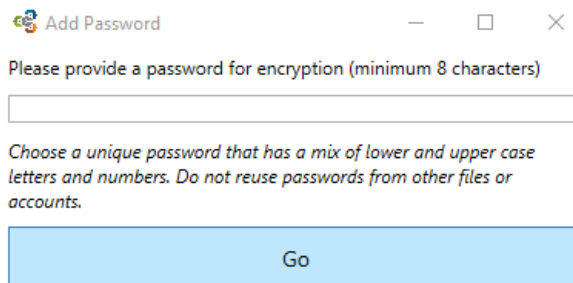 Add Password
Please provide a password for encryption (minimum 8 characters)
Choose a unique password that has a mix of lower and upper case
letters and numbers. Do not reuse passwords from other files or
accounts.
Go